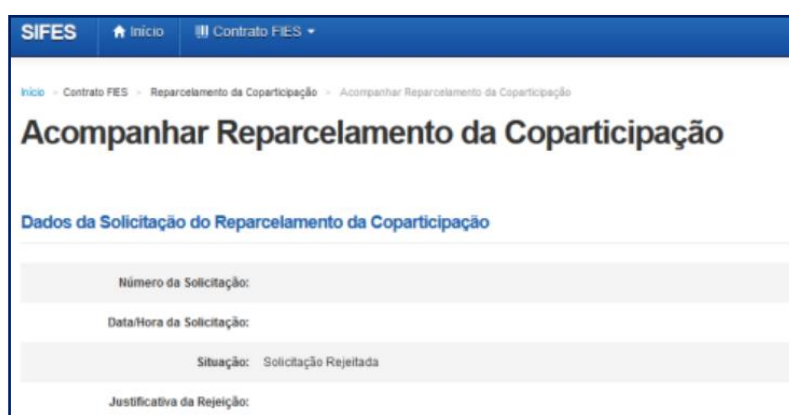 SIFES Início Contrato FIES
Início Contrato FIES Reparcelamento da Coparticipação Acompanhar Reparcelamento da Coparticipação
Acompanhar Reparcelamento da Coparticipação
Dados da Solicitação do Reparcelamento da Coparticipação
Número da Solicitação:
Data/Hora da Solicitação:
Situação: Solicitação Rejeitada
Justificativa da Rejeição: